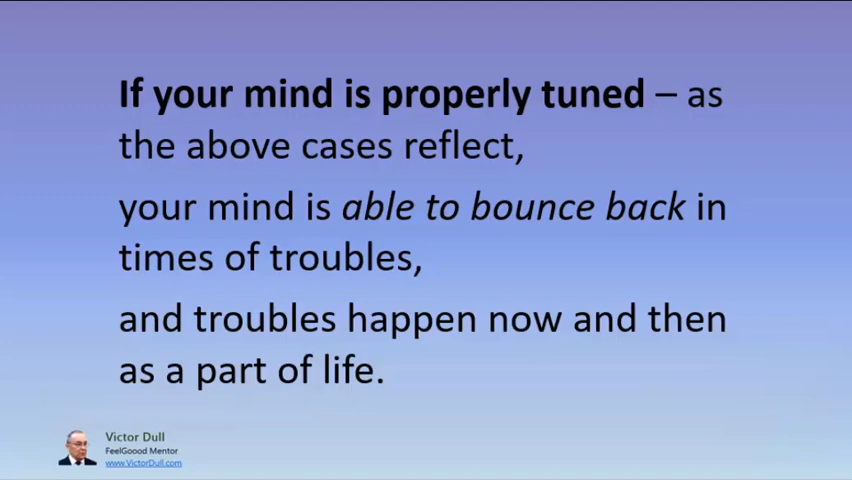 If your mind is properly tuned – as
the above cases reflect,
your mind is able to bounce back in
times of troubles,
and troubles happen now and then
as a part of life.
Victor Dull
FeelGoood Mentor
www.VictorDull.com